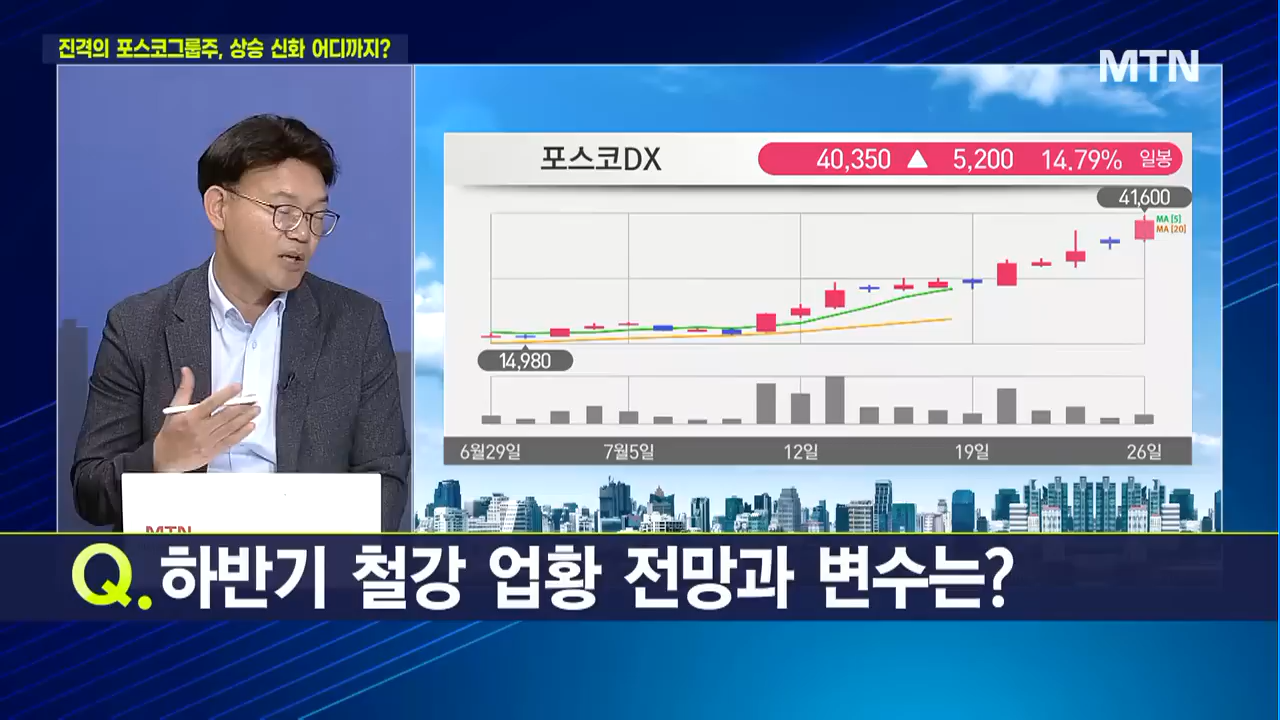 진격의 포스코그룹주, 상승 신화 어디까지?
MTN
포스코DX
40,350 ▲ 5,200 14.79% 일봉
41,600
MA [5]
MA [20]
14,980
6월29일 7월5일 12일 19일 26일
MTN
Q. 하반기 철강 업황 전망과 변수는?